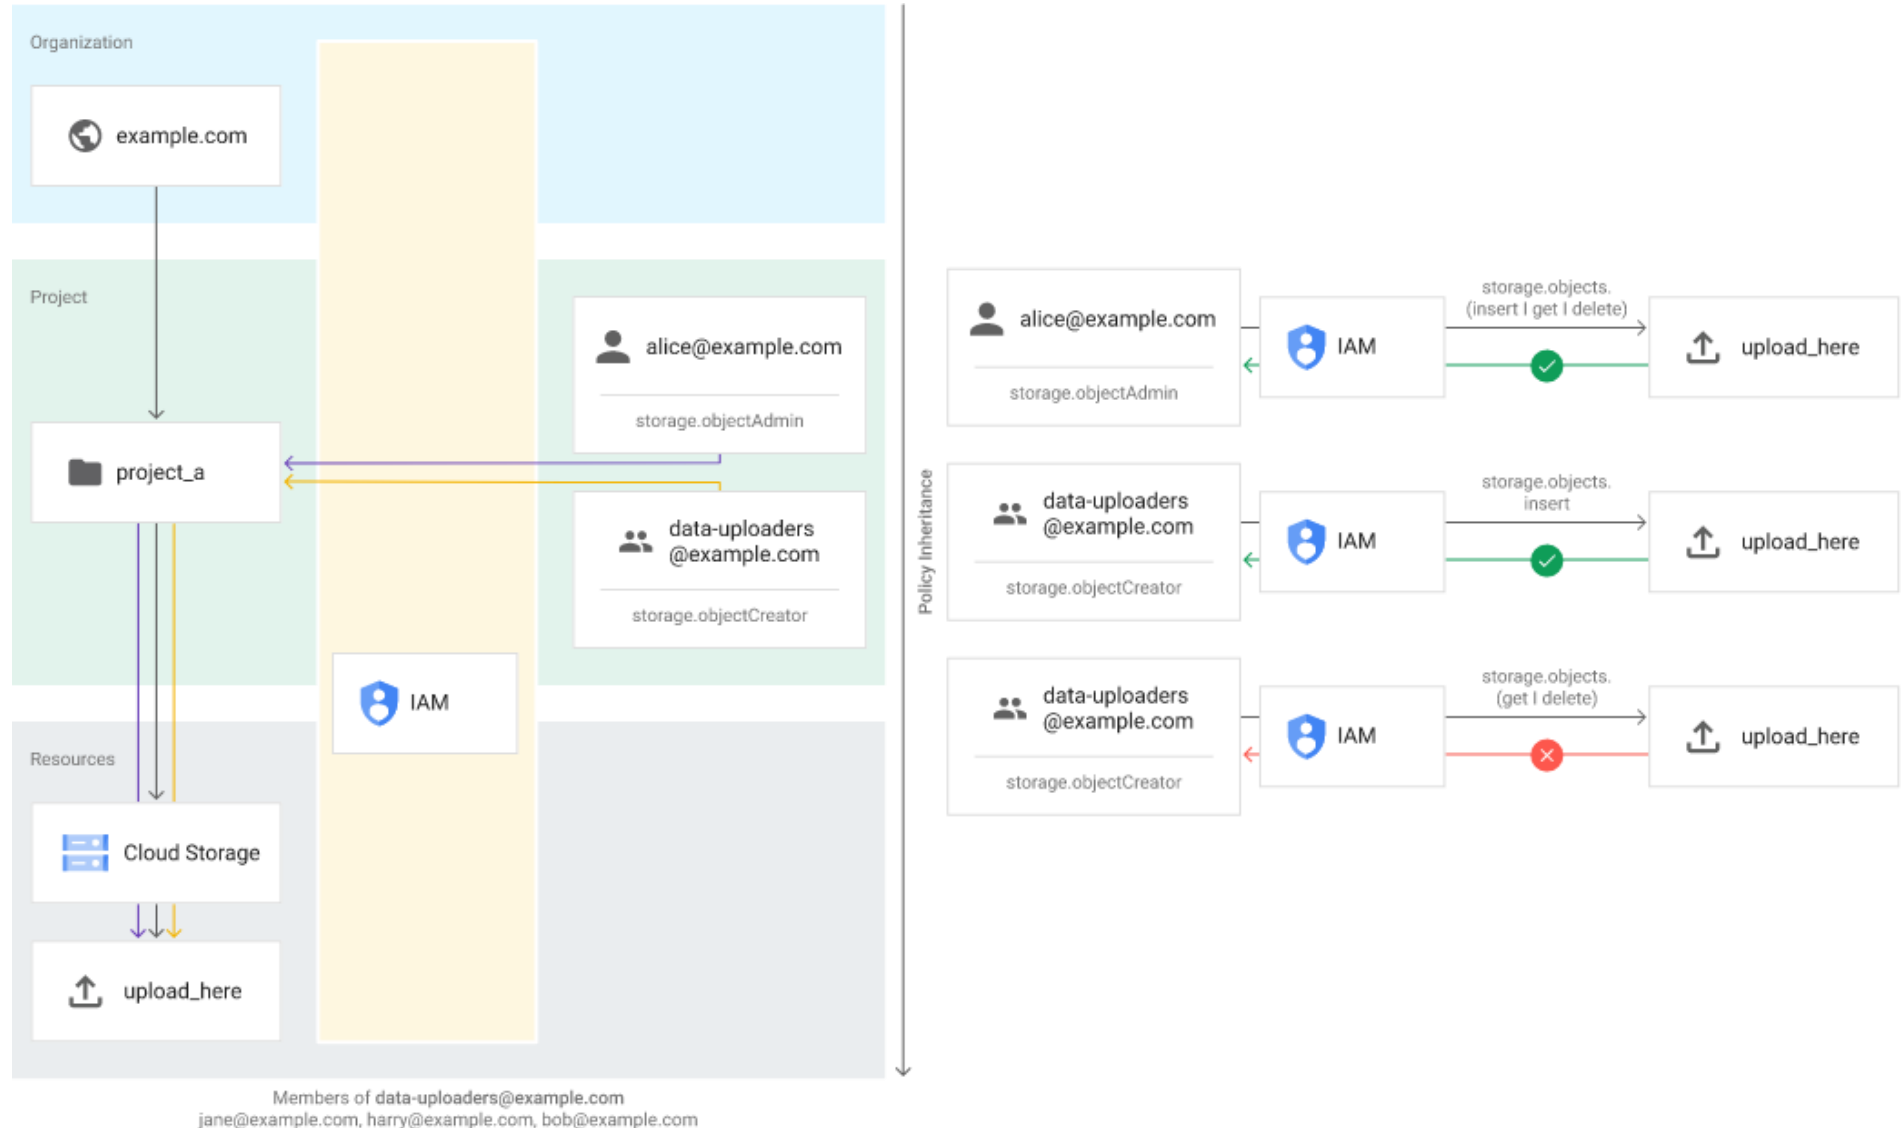 Organization
example.com
Project
alice@example.com
storage.objectAdmin
project_a
data-uploaders
@example.com
storage.objectCreator
IAM
Resources
Cloud Storage
upload_here
Members of data-uploaders@example.com
jane@example.com, harry@example.com, bob@example.com
Policy Inheritance
alice@example.com
storage.objectAdmin
IAM
storage.objects.
(insert I get I delete)
upload_here
data-uploaders
@example.com
storage.objectCreator
IAM
storage.objects.
insert
upload_here
data-uploaders
@example.com
storage.objectCreator
IAM
storage.objects.
(get I delete)
upload_here